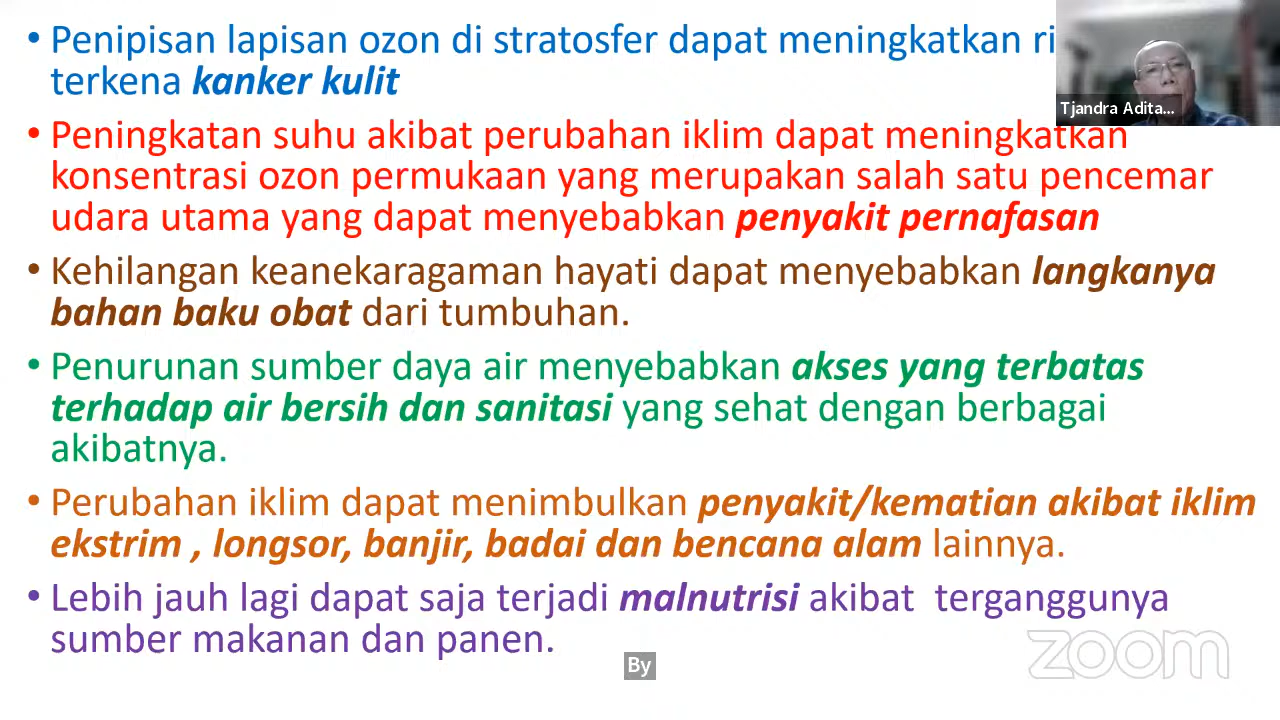 • Penipisan lapisan ozon di stratosfer dapat meningkatkan
terkena kanker kulit
Tjandra Adita...
• Peningkatan suhu akibat perubahan iklim dapat meningkatkan
konsentrasi ozon permukaan yang merupakan salah satu pencemar
udara utama yang dapat menyebabkan penyakit pernafasan
• Kehilangan keanekaragaman hayati dapat menyebabkan langkanya
bahan baku obat dari tumbuhan.
• Penurunan sumber daya air menyebabkan akses yang terbatas
terhadap air bersih dan sanitasi yang sehat dengan berbagai
akibatnya.
• Perubahan iklim dapat menimbulkan penyakit/kematian akibat iklim
ekstrim , longsor, banjir, badai dan bencana alam lainnya.
• Lebih jauh lagi dapat saja terjadi malnutrisi akibat  terganggunya
sumber makanan dan panen.
By
zoom